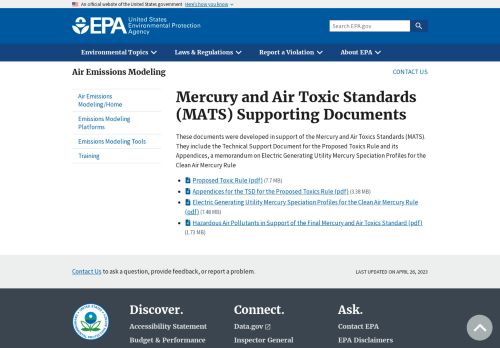 An official website of the United States government Here's how you know
EPA United States
Environmental Protection
Agency
Search EPA.gov
Environmental Topics Laws & Regulations Report a Violation About EPA
Air Emissions Modeling
CONTACT US
Air Emissions
Modeling/Home
Emissions Modeling
Platforms
Emissions Modeling Tools
Training
Mercury and Air Toxic Standards
(MATS) Supporting Documents
These documents were developed in support of the Mercury and Air Toxics Standards (MATS).
They include the Technical Support Document for the Proposed Toxics Rule and its
Appendices, a memorandum on Electric Generating Utility Mercury Speciation Profiles for the
Clean Air Mercury Rule
Proposed Toxic Rule (pdf) (7.7 MB)
Appendices for the TSD for the Proposed Toxics Rule (pdf) (3.38 MB)
Electric Generating Utility Mercury Speciation Profiles for the Clean Air Mercury Rule
(pdf) (7.48 MB)
Hazardous Air Pollutants in Support of the Final Mercury and Air Toxics Standard (pdf)
(1.73 MB)
Contact Us to ask a question, provide feedback, or report a problem.
LAST UPDATED ON APRIL 26, 2023
Discover.
Accessibility Statement
Budget & Performance
Connect.
Data.gov
Inspector General
Ask.
Contact EPA
EPA Disclaimers